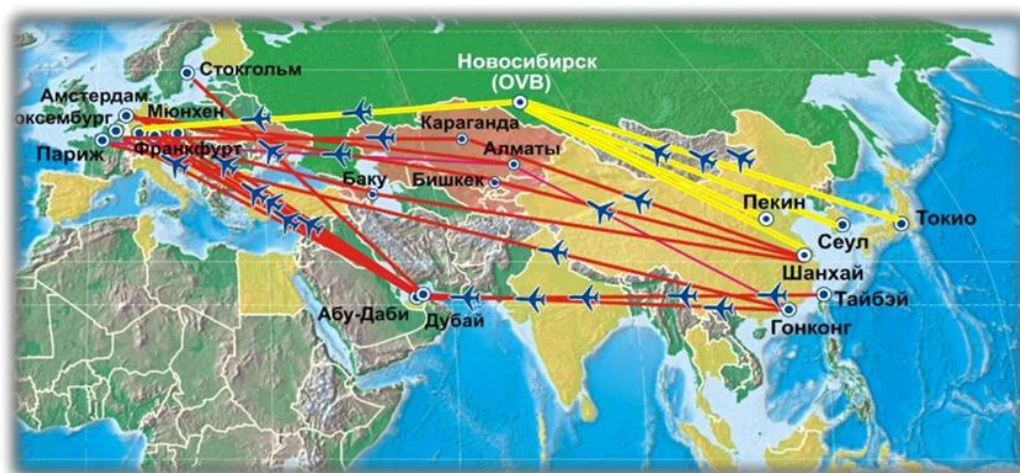 Стокгольм
Новосибирск
(OVB)
Амстердам
оксембург
Мюнхен
Париж
Франкфурт
Караганда
Алматы
Баку
Бишкек
Пекин
Сеул
Токио
Шанхай
Абу-Даби
Дубай
Тайбэй
Гонконг